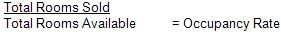 Total Rooms Sold
Total Rooms Available = Occupancy Rate